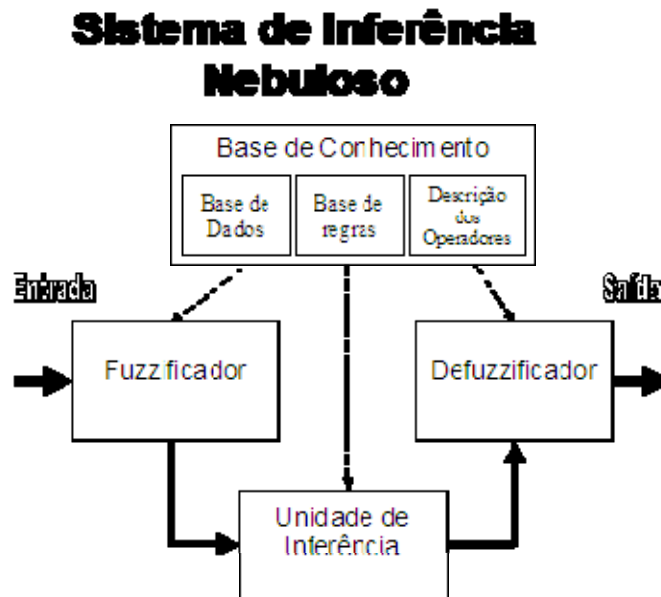 Sistema de Inferência
Nebuloso
Base de Conhecimento
Base de
Dados
Base de
regras
Descrição
dos
Operadores
Entrada
Saída
Fuzzificador
Defuzzificador
Unidade de
Inferência